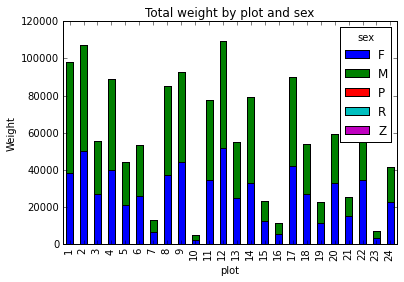 Total weight by plot and sex
120000
100000
80000
60000
40000
20000
0
Weight
sex
F
M
P
R
Z
1 2 3 4 5 6 7 8 9 10 11 12 13 14 15 16 17 18 19 20 21 22 23 24
plot